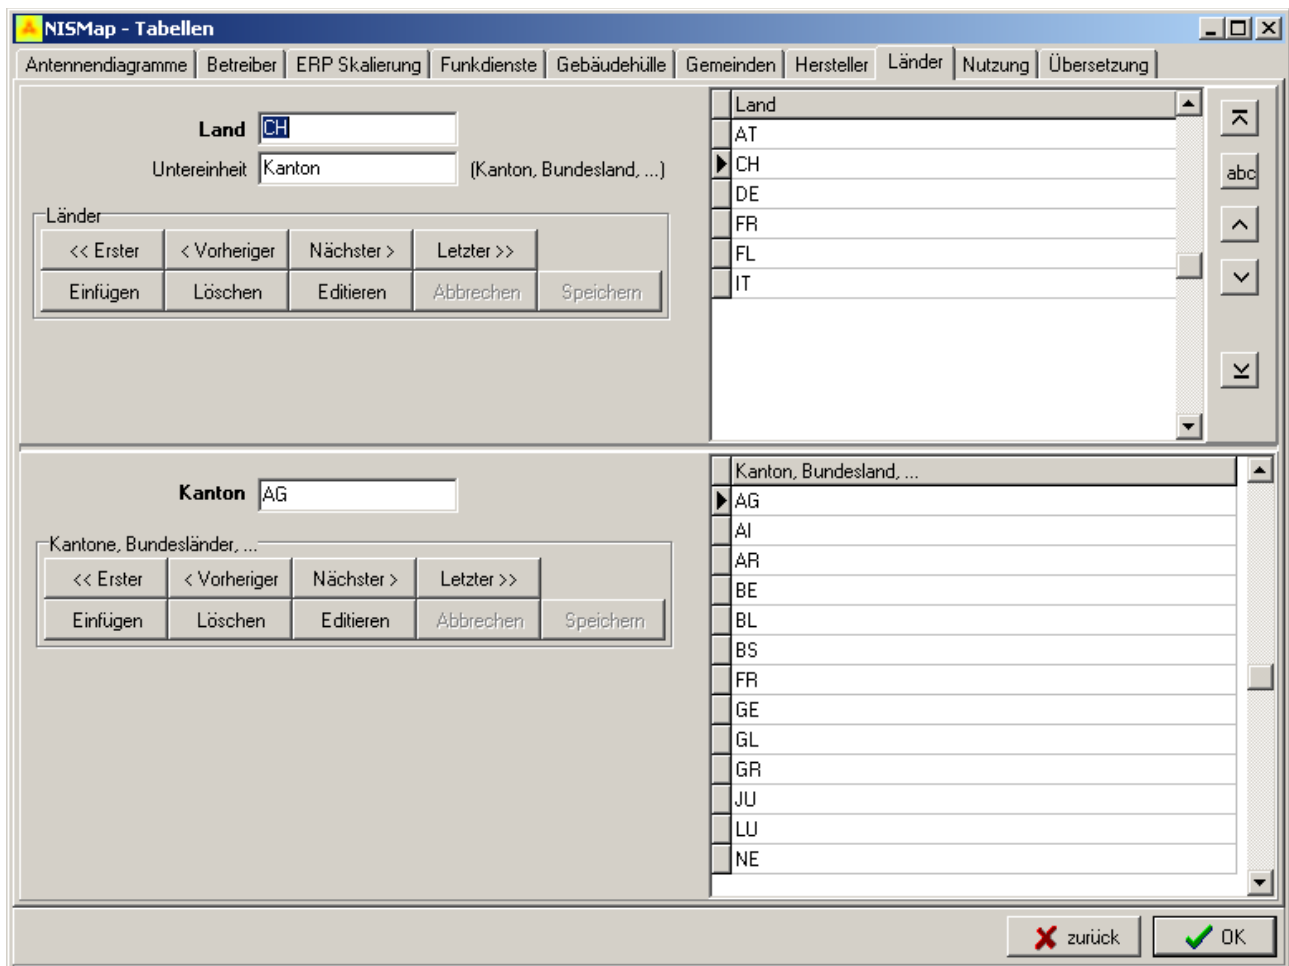 NISMap - Tabellen
Antennendiagramme Betreiber ERP Skalierung Funkdienste Gebäudehülle Gemeinden Hersteller Länder Nutzung Übersetzung
Land CH
Untereinheit Kanton (Kanton, Bundesland, ...)
Länder
<< Erster < Vorheriger Nächster > Letzter >>
Einfügen Löschen Editieren Abbrechen Speichern
Land
AT
CH
DE
FR
FL
IT
abc
Kanton AG
Kantone, Bundesländer, ...
<< Erster < Vorheriger Nächster > Letzter >>
Einfügen Löschen Editieren Abbrechen Speichern
Kanton, Bundesland, ...
AG
AI
AR
BE
BL
BS
FR
GE
GL
GR
JU
LU
NE
zurück OK